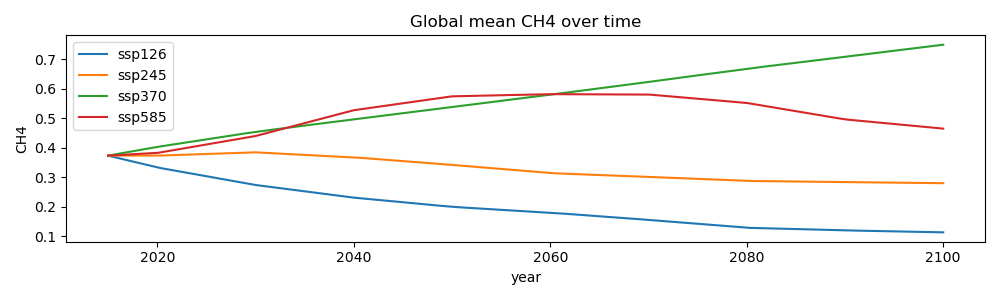 Global mean CH4 over time
ssp126
ssp245
ssp370
ssp585
CH4
0.7
0.6
0.5
0.4
0.3
0.2
0.1
2020 2040 2060 2080 2100
year